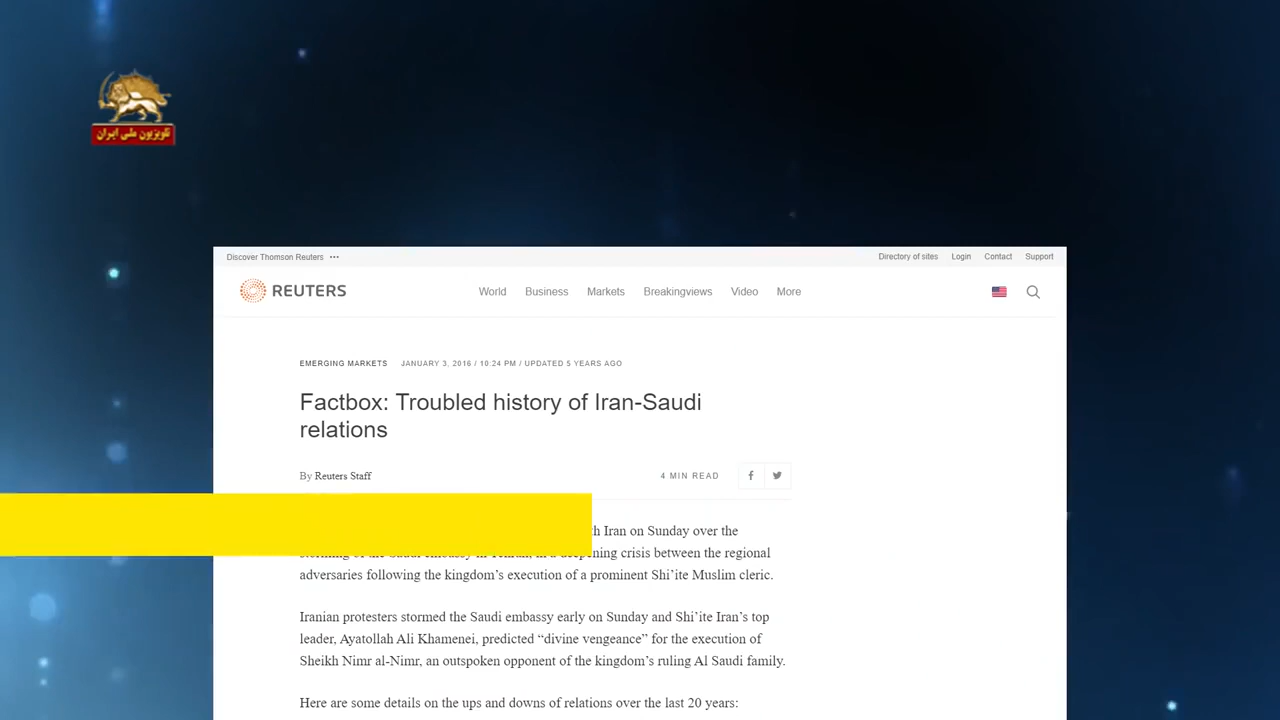 تلویزیون ملی ایران
Discover Thomson Reuters ···
Directory of sites Login Contact Support
REUTERS
World Business Markets Breakingviews Video More
EMERGING MARKETS JANUARY 3, 2016 / 10:24 PM / UPDATED 5 YEARS AGO
Factbox: Troubled history of Iran-Saudi
relations
By Reuters Staff
4 MIN READ
Iran on Sunday over the
crisis between the regional
adversaries following the kingdom’s execution of a prominent Shi’ite Muslim cleric.
Iranian protesters stormed the Saudi embassy early on Sunday and Shi’ite Iran’s top
leader, Ayatollah Ali Khamenei, predicted “divine vengeance” for the execution of
Sheikh Nimr al-Nimr, an outspoken opponent of the kingdom’s ruling Al Saudi family.
Here are some details on the ups and downs of relations over the last 20 years: